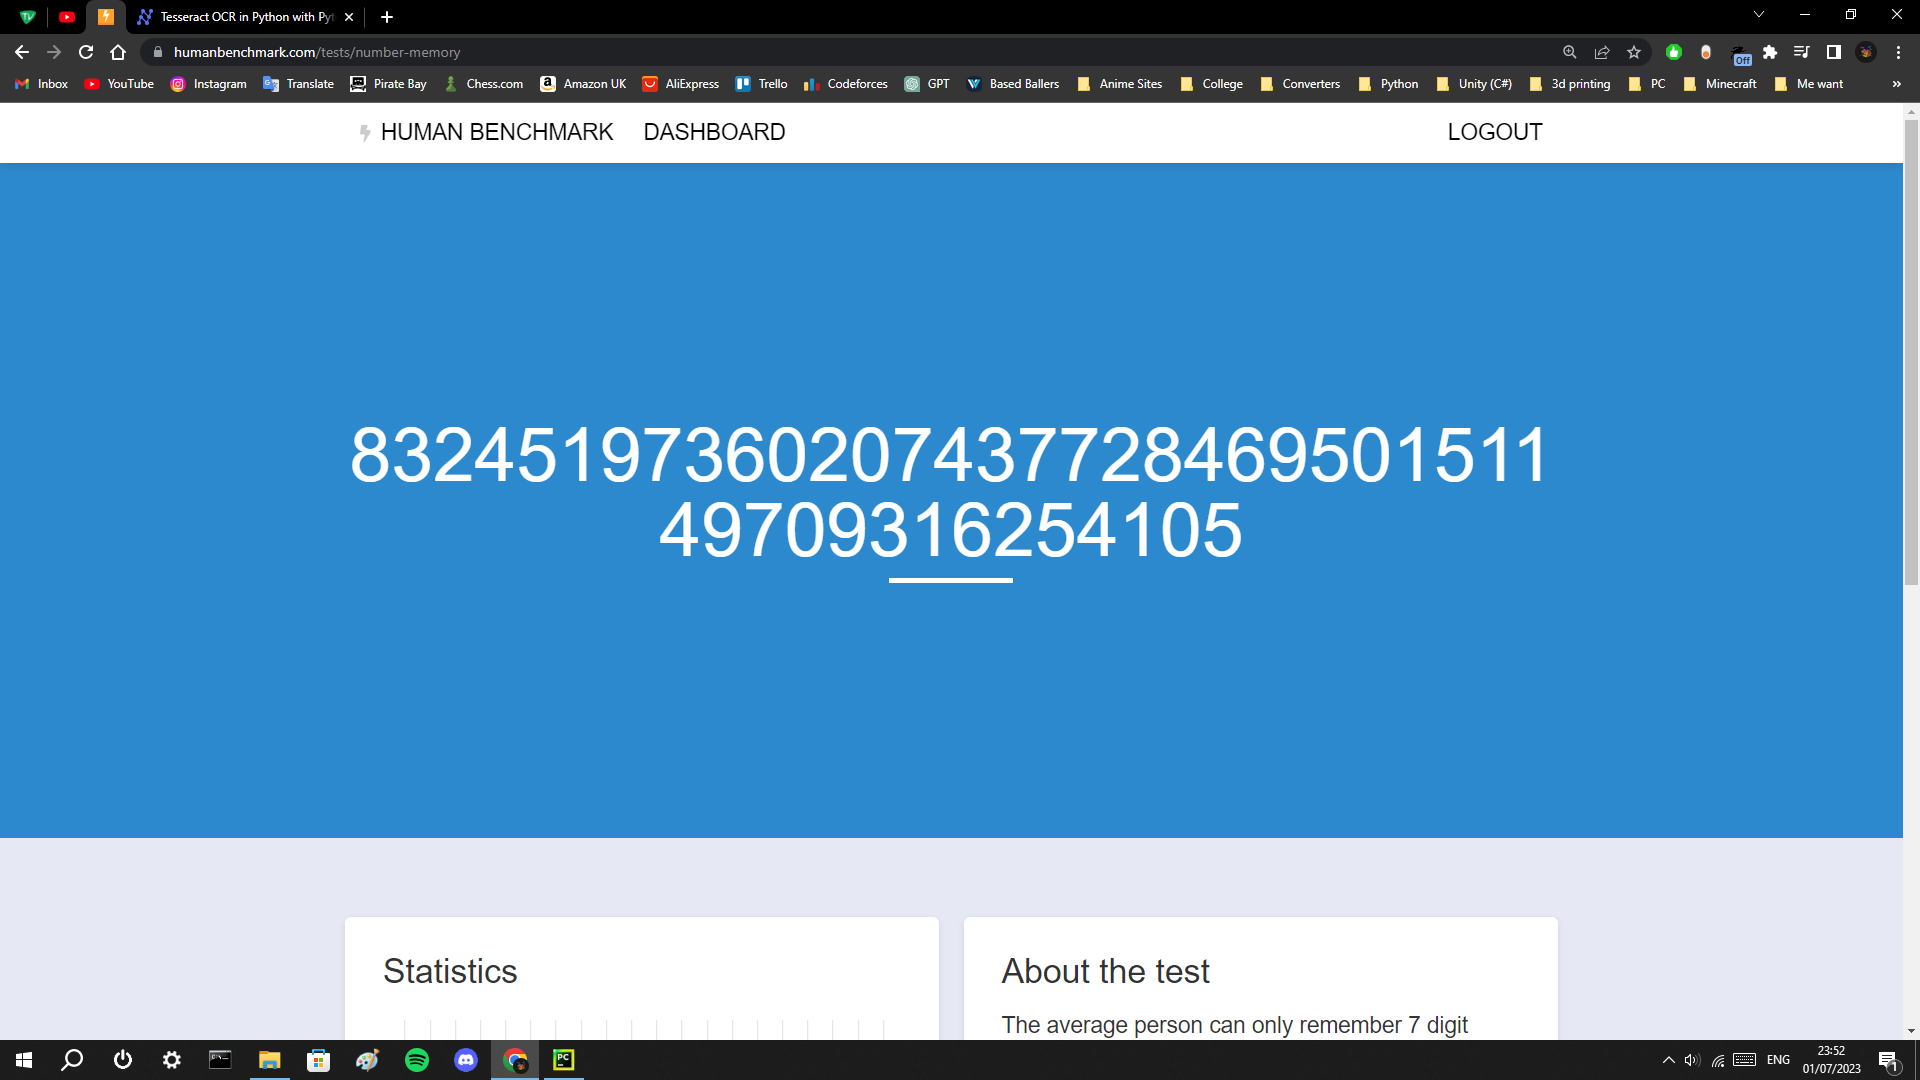 Tesseract OCR in Python with Pyt
humanbenchmark.com/tests/number-memory
Off
Inbox YouTube Instagram Translate Pirate Bay Chess.com Amazon UK AliExpress Trello Codeforces GPT Based Ballers Anime Sites College Converters Python Unity (C#) 3d printing PC Minecraft Me want »
HUMAN BENCHMARK DASHBOARD LOGOUT
83245197360207437728469501511
49709316254105
Statistics
About the test
The average person can only remember 7 digit
ENG
23:52
01/07/2023
1